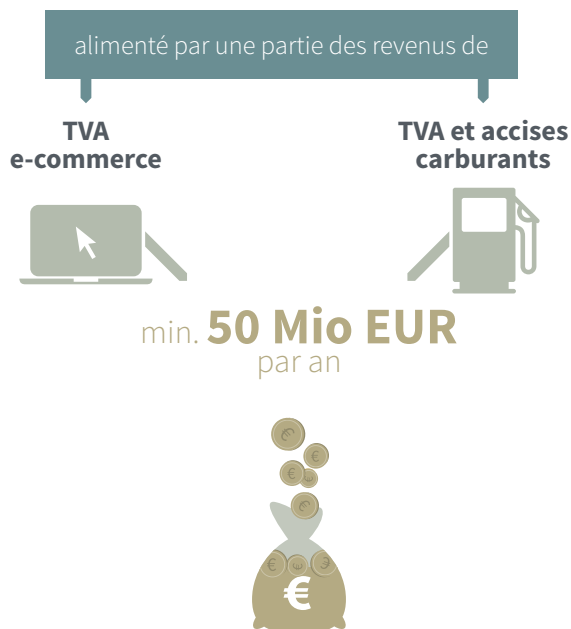 alimenté par une partie des revenus de
TVA
e-commerce
TVA et accises
carburants
min. 50 Mio EUR
par an
€
€
€
€
€
€
€
€
€